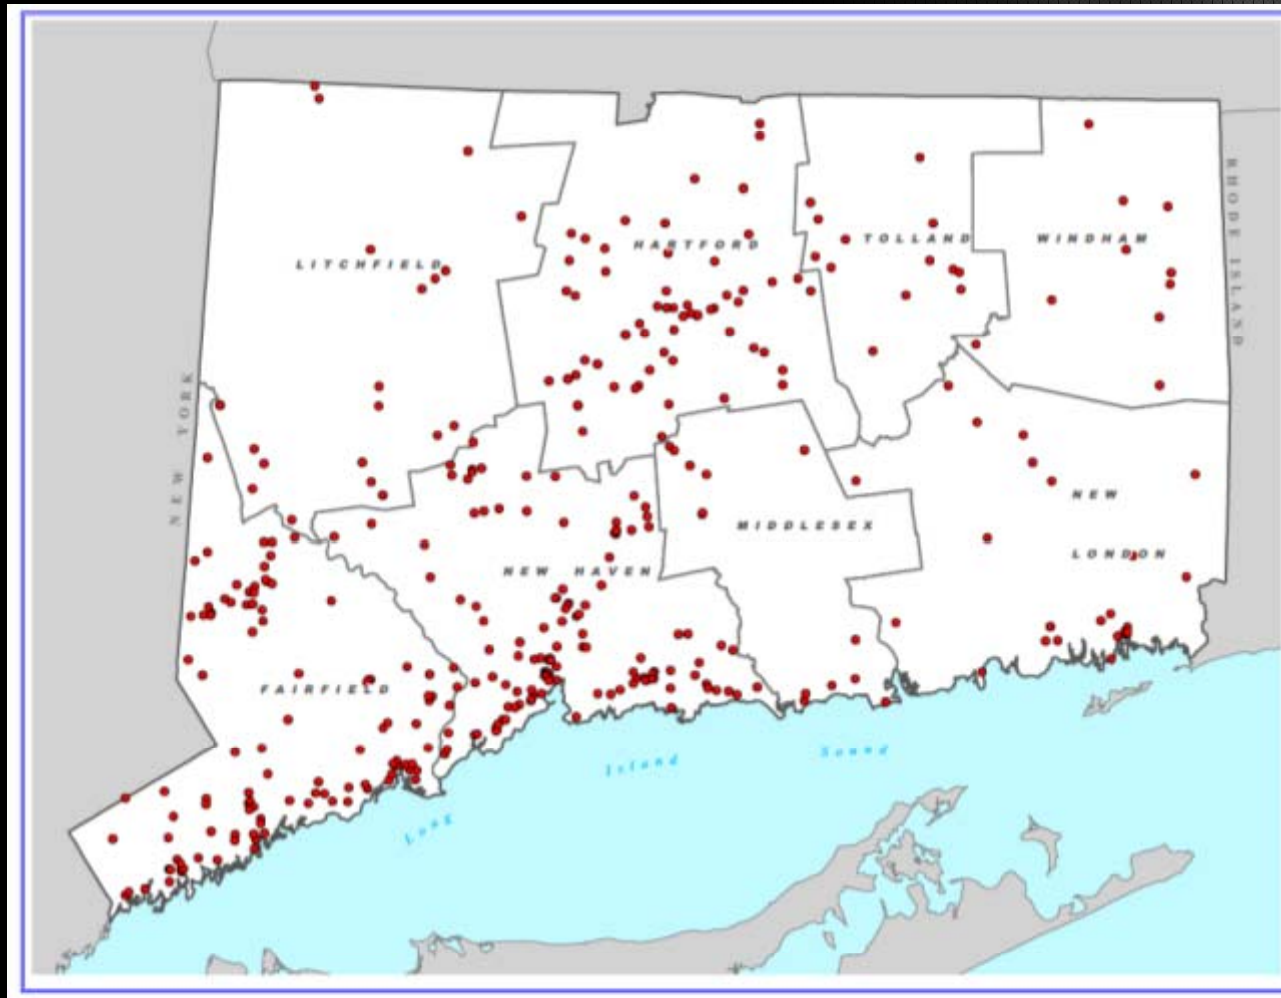 RHODE ISLAND
HARTFORD
TOLLAND
WINDHAM
LITCHFIELD
NEW YORK
NEW
MIDDLESEX
LONDON
NEW HAVEN
FAIRFIELD
Long
Island
Sound